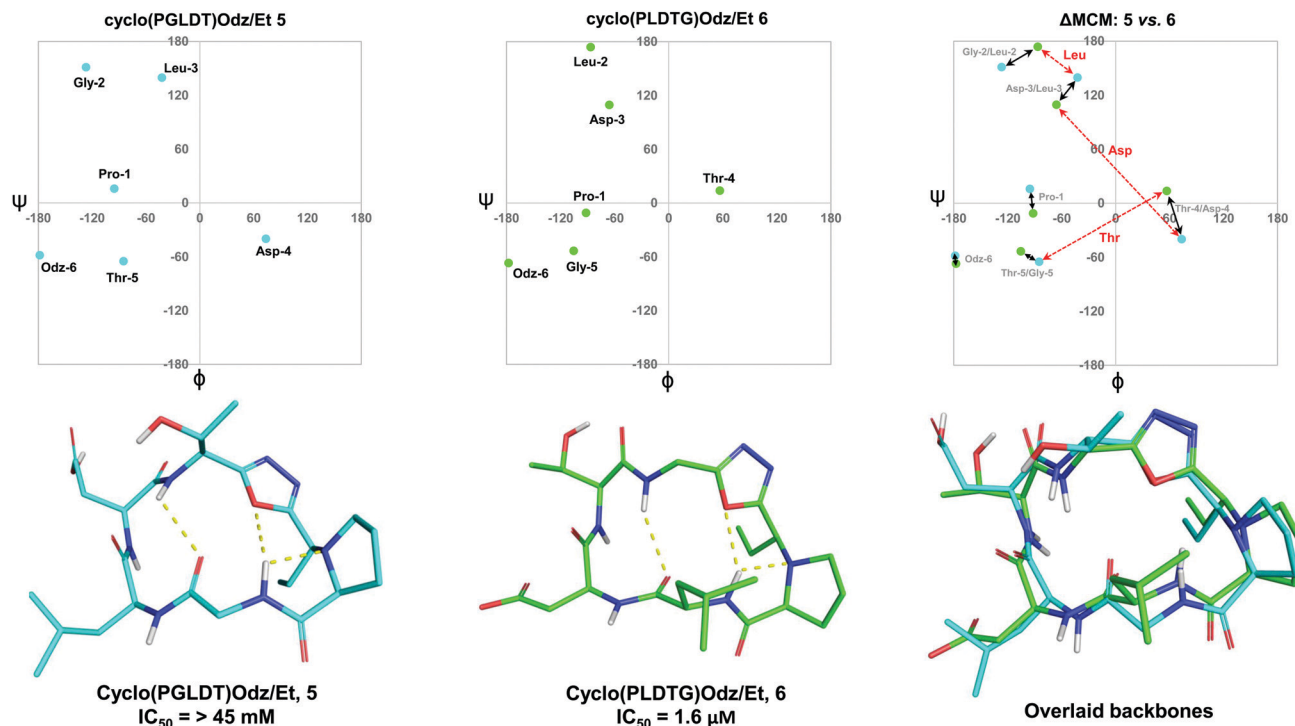 cyclo(PGLDT)Odz/Et 5
180
Gly-2
Leu-3
120
60
Pro-1
Ψ
0
-180 -120 -60 0 60 120 180
Asp-4
Odz-6
Thr-5
-60
-120
-180
ϕ
cyclo(PLDTG)Odz/Et 6
180
Leu-2
120
Asp-3
60
Thr-4
Pro-1
Ψ
0
-180 -120 -60 0 60 120 180
Gly-5
Odz-6
-60
-120
-180
ϕ
ΔMCM: 5 vs. 6
180
Gly-2/Leu-2
Leu
Asp-3/Leu-3
120
60
Asp
Pro-1
Thr-4/Asp-4
Ψ
0
-180 -120 -60 0 60 120 180
Thr
Odz-6
Thr-5/Gly-5
-60
-120
-180
ϕ
Cyclo(PGLDT)Odz/Et, 5
IC50 = > 45 mM
Cyclo(PLDTG)Odz/Et, 6
IC50 = 1.6 μM
Overlaid backbones